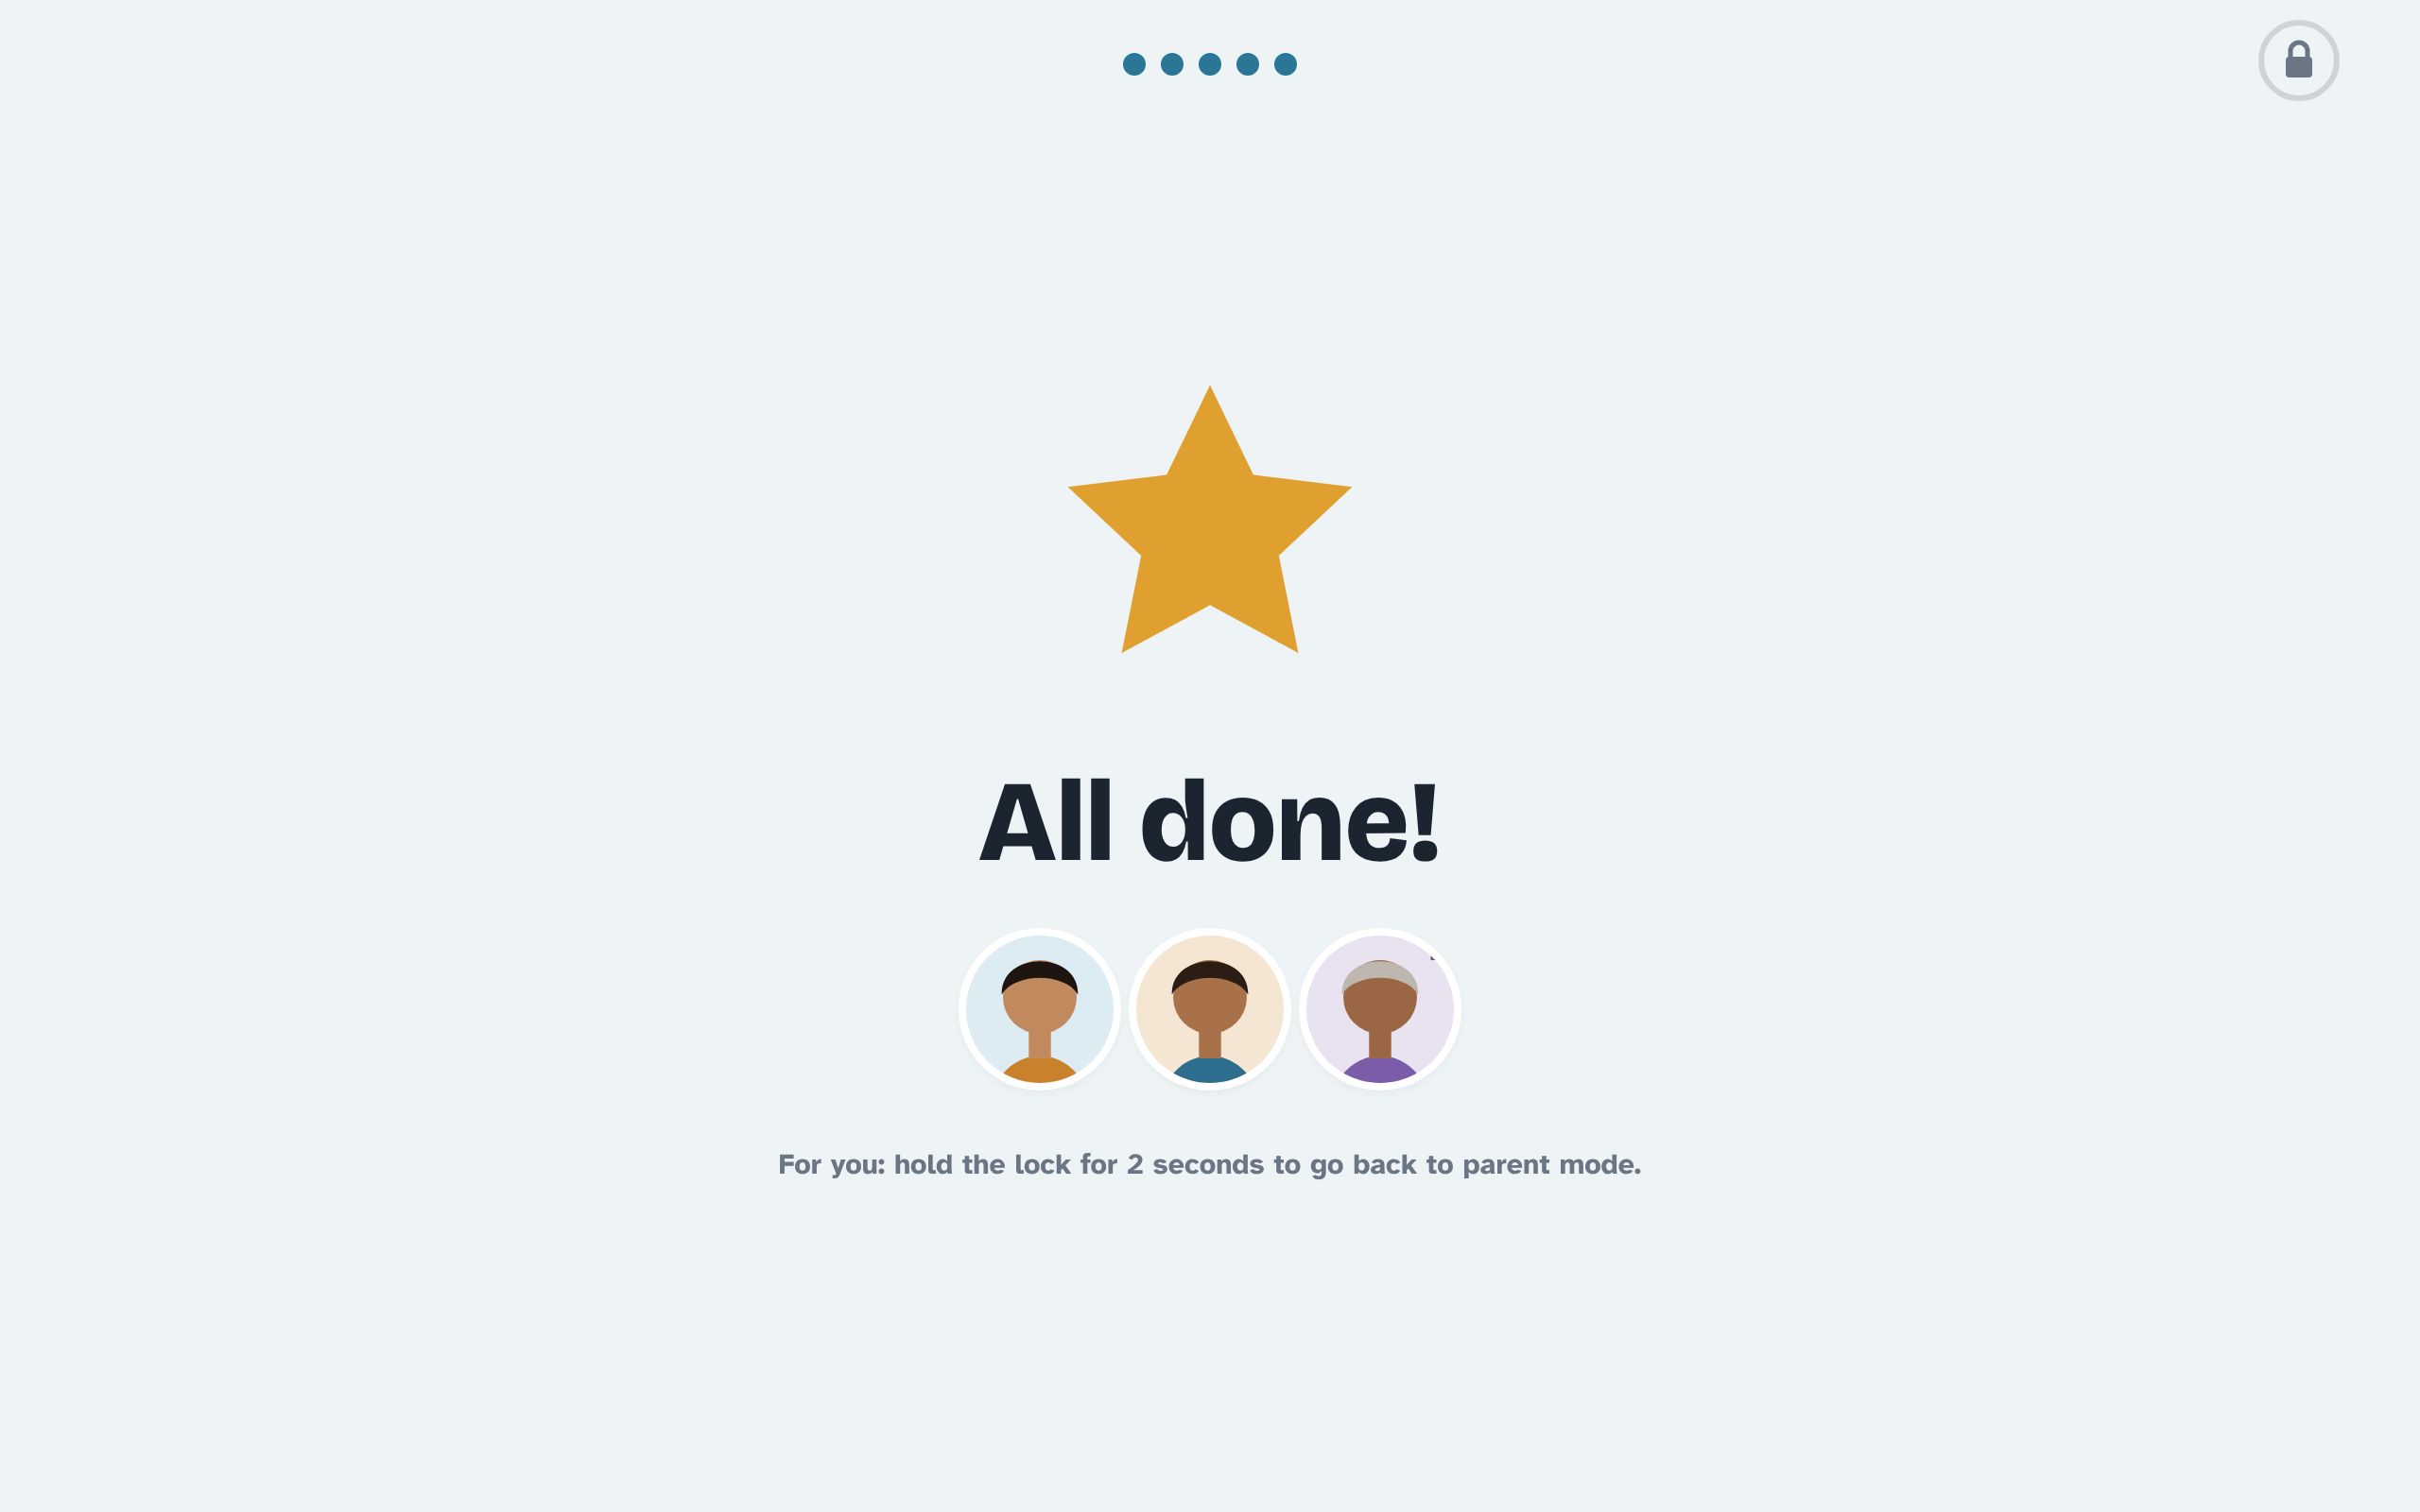 All done!
For you: hold the lock for 2 seconds to go back to parent mode.